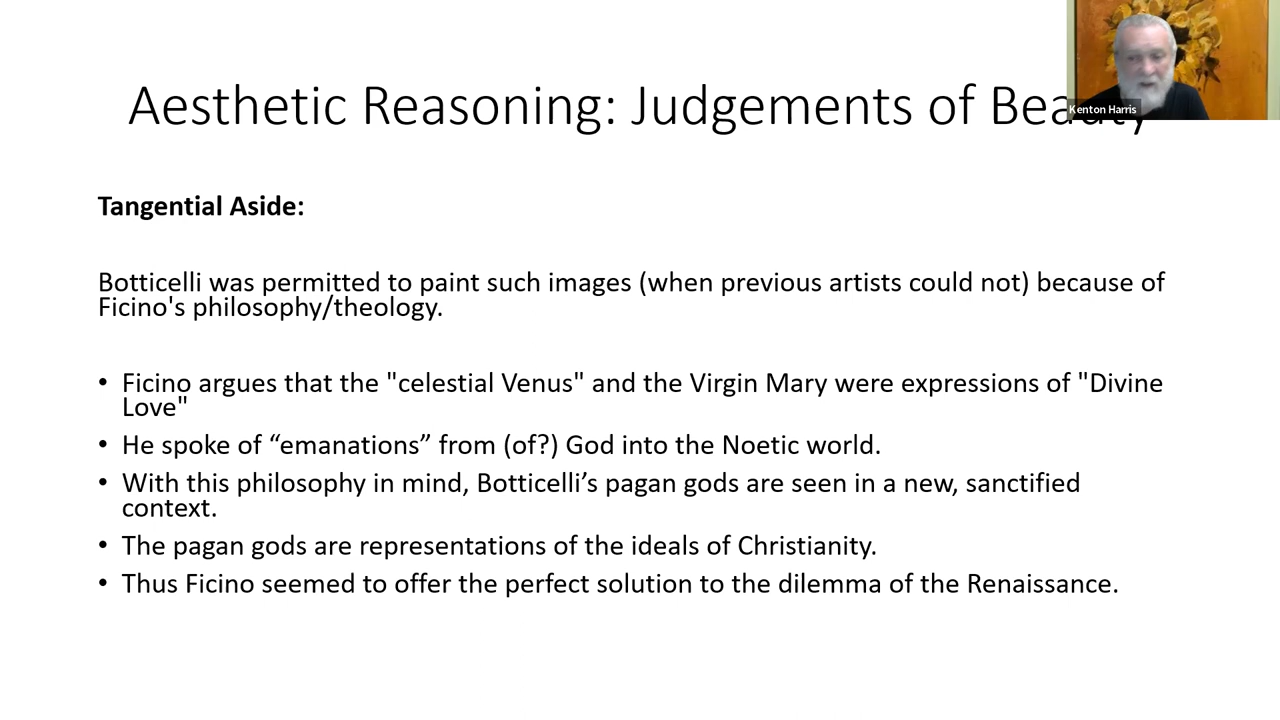 Aesthetic Reasoning: Judgements of Beauty
Kenton Harris
Tangential Aside:
Botticelli was permitted to paint such images (when previous artists could not) because of
Ficino's philosophy/theology.
• Ficino argues that the "celestial Venus" and the Virgin Mary were expressions of "Divine
Love"
• He spoke of “emanations” from (of?) God into the Noetic world.
• With this philosophy in mind, Botticelli’s pagan gods are seen in a new, sanctified
context.
• The pagan gods are representations of the ideals of Christianity.
• Thus Ficino seemed to offer the perfect solution to the dilemma of the Renaissance.